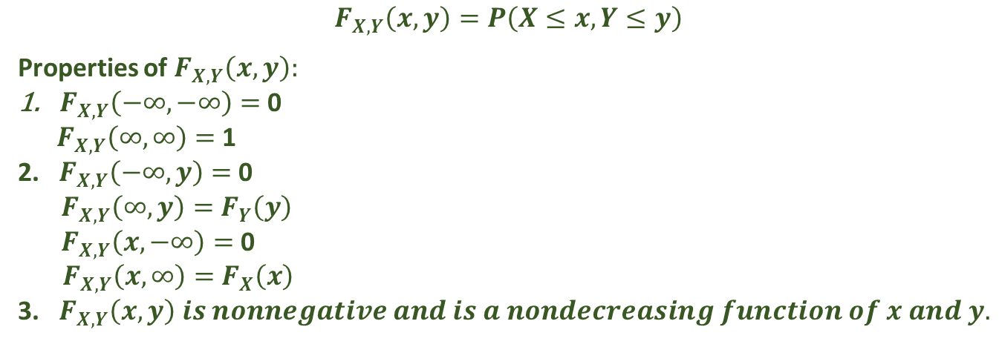 F_{X,Y}(x, y) = P(X ≤ x, Y ≤ y)
Properties of F_{X,Y}(x, y):
1. F_{X,Y}(−∞, −∞) = 0
F_{X,Y}(∞, ∞) = 1
2. F_{X,Y}(−∞, y) = 0
F_{X,Y}(∞, y) = F_Y(y)
F_{X,Y}(x, −∞) = 0
F_{X,Y}(x, ∞) = F_X(x)
3. F_{X,Y}(x, y) is nonnegative and is a nondecreasing function of x and y.